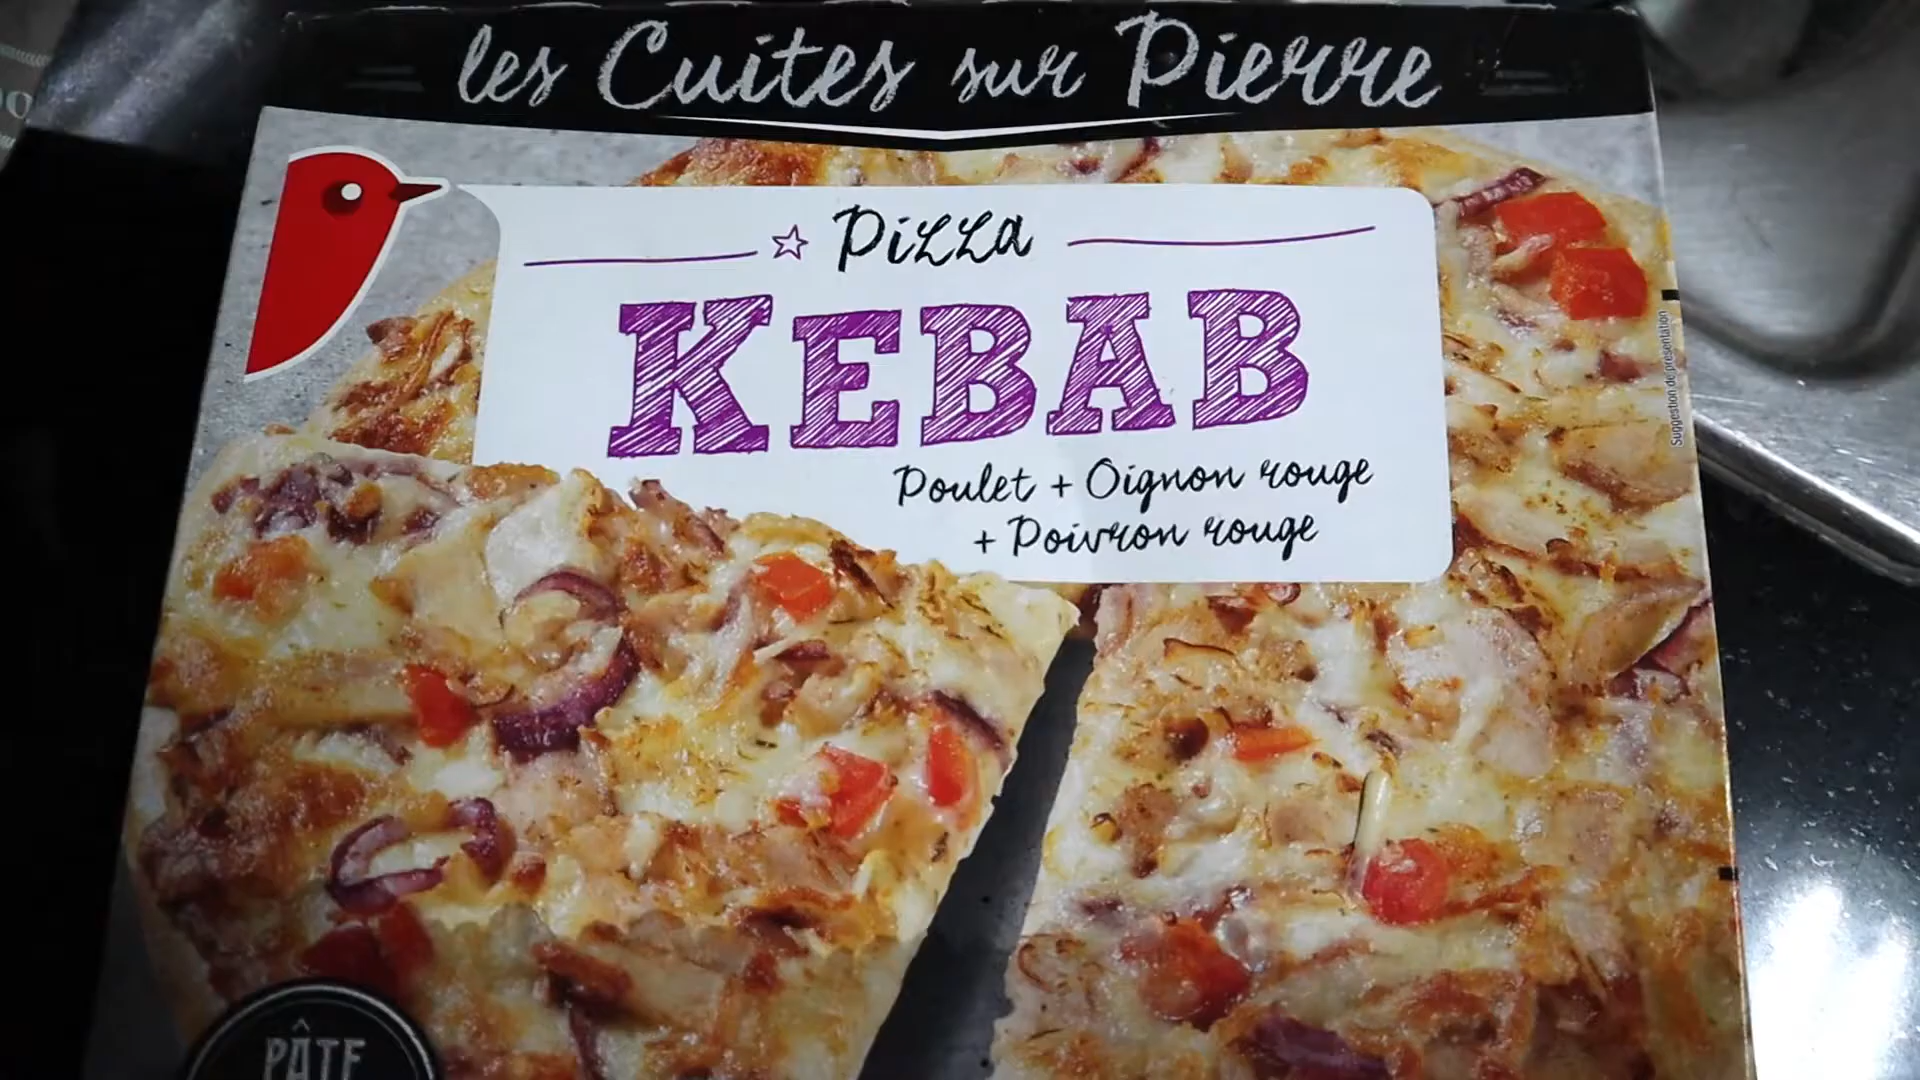 les Cuites sur Pierre
Pizza
KEBAB
Poulet + Oignon rouge
+ Poivron rouge
Suggestion de présentation
PÂTE